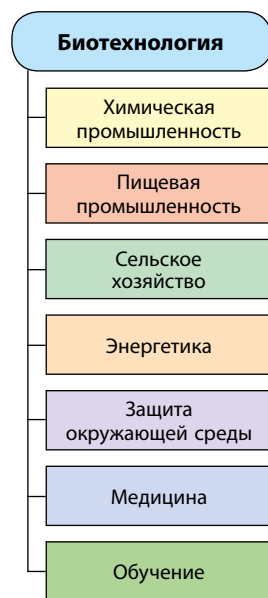 Биотехнология
Химическая
промышленность
Пищевая
промышленность
Сельское
хозяйство
Энергетика
Защита
окружающей среды
Медицина
Обучение